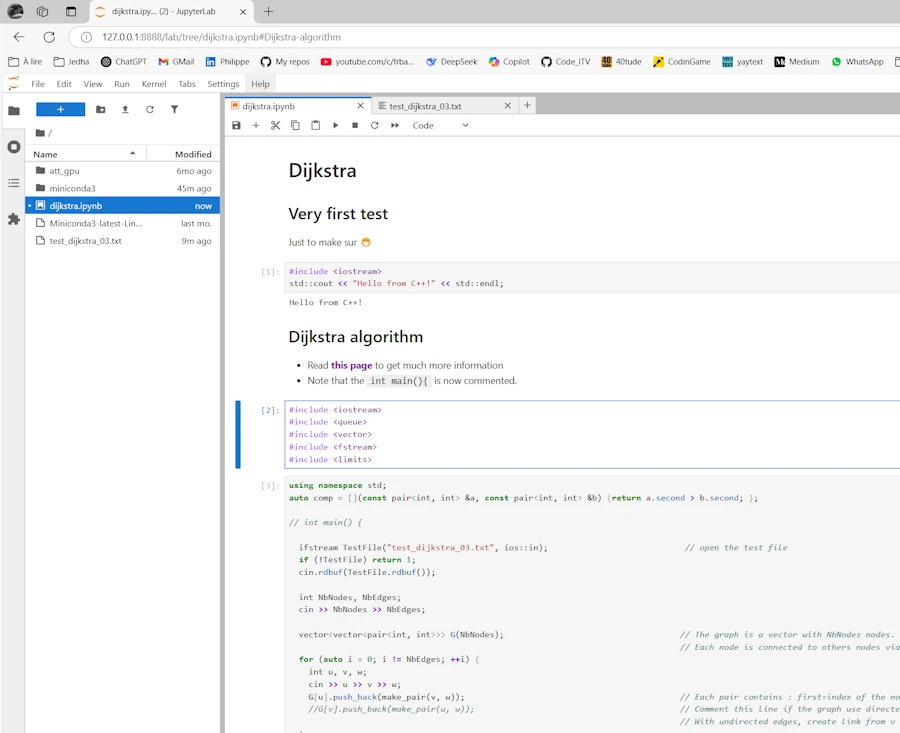 dijkstra.ipy... (2) - JupyterLab
127.0.0.1:8888/lab/tree/dijkstra.ipynb#Dijkstra-algorithm
À lire Jedha ChatGPT GMail Philippe My repos youtube.com/c/frba... DeepSeek Copilot Code_ITV 40tude CodinGame yaytext Medium WhatsApp
File Edit View Run Kernel Tabs Settings Help
dijkstra.ipynb test_dijkstra_03.txt
Code
/
Name Modified
att_gpu 6mo ago
miniconda3 45m ago
dijkstra.ipynb now
Miniconda3-latest-Lin... last mo.
test_dijkstra_03.txt 9m ago
Dijkstra
Very first test
Just to make sur
[1]: #include <iostream>
std::cout << "Hello from C++!" << std::endl;
Hello from C++!
Dijkstra algorithm
• Read this page to get much more information
• Note that the int main(){ is now commented.
[2]: #include <iostream>
#include <queue>
#include <vector>
#include <fstream>
#include <limits>
[3]: using namespace std;
auto comp = [](const pair<int, int> &a, const pair<int, int> &b) {return a.second > b.second; };
// int main() {
ifstream TestFile("test_dijkstra_03.txt", ios::in); // open the test file
if (!TestFile) return 1;
cin.rdbuf(TestFile.rdbuf());
int NbNodes, NbEdges;
cin >> NbNodes >> NbEdges;
vector<vector<pair<int, int>>> G(NbNodes); // The graph is a vector with NbNodes nodes.
// Each node is connected to others nodes via
for (auto i = 0; i != NbEdges; ++i) {
int u, v, w;
cin >> u >> v >> w;
G[u].push_back(make_pair(v, w)); // Each pair contains : first=index of the no
//G[v].push_back(make_pair(u, w)); // Comment this line if the graph use directe
// With undirected edges, create link from v